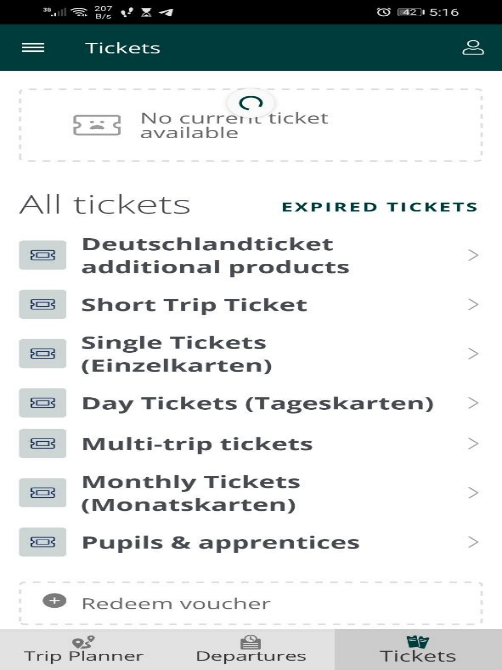 36
207
B/s
42
5:16
Tickets
No current ticket
available
All tickets
EXPIRED TICKETS
Deutschlandticket
additional products
Short Trip Ticket
Single Tickets
(Einzelkarten)
Day Tickets (Tageskarten)
Multi-trip tickets
Monthly Tickets
(Monatskarten)
Pupils & apprentices
Redeem voucher
Trip Planner
Departures
Tickets